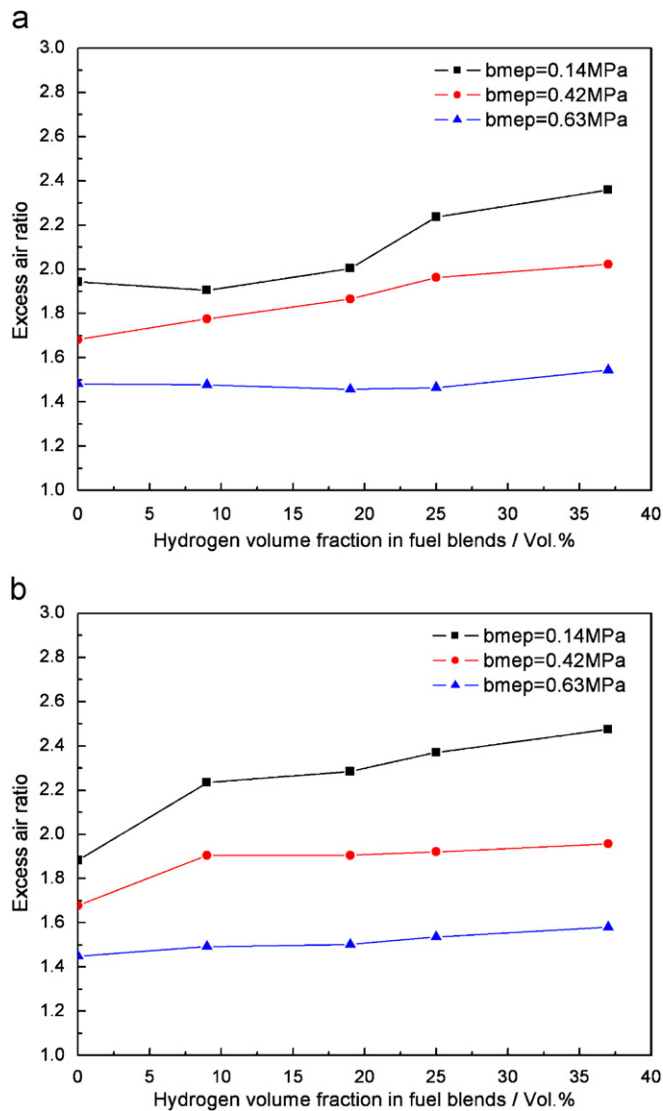 a
3.0
2.8
2.6
2.4
2.2
2.0
1.8
1.6
1.4
1.2
1.0
Excess air ratio
bmep=0.14MPa
bmep=0.42MPa
bmep=0.63MPa
0 5 10 15 20 25 30 35 40
Hydrogen volume fraction in fuel blends / Vol.%
b
3.0
2.8
2.6
2.4
2.2
2.0
1.8
1.6
1.4
1.2
1.0
Excess air ratio
bmep=0.14MPa
bmep=0.42MPa
bmep=0.63MPa
0 5 10 15 20 25 30 35 40
Hydrogen volume fraction in fuel blends / Vol.%